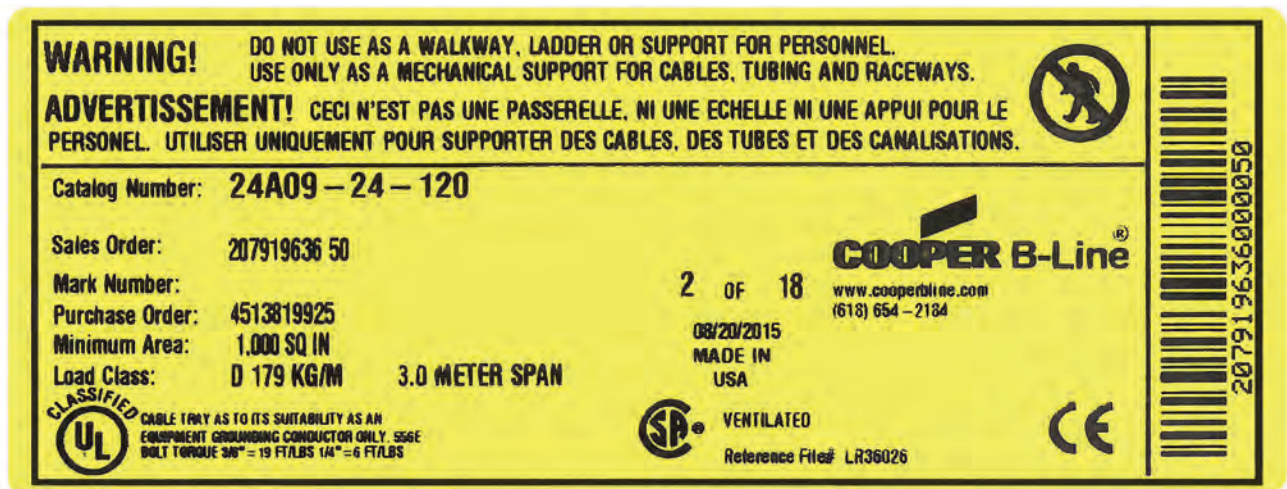 WARNING! DO NOT USE AS A WALKWAY, LADDER OR SUPPORT FOR PERSONNEL.
USE ONLY AS A MECHANICAL SUPPORT FOR CABLES, TUBING AND RACEWAYS.
ADVERTISSEMENT! CECI N'EST PAS UNE PASSERELLE, NI UNE ECHELLE NI UNE APPUI POUR LE
PERSONEL. UTILISER UNIQUEMENT POUR SUPPORTER DES CABLES, DES TUBES ET DES CANALISATIONS.
Catalog Number: 24A09 – 24 – 120
Sales Order: 207919636 50
Mark Number:
Purchase Order: 4513819925
Minimum Area: 1.000 SQ IN
Load Class: D 179 KG/M 3.0 METER SPAN
2 OF 18
08/20/2015
MADE IN
USA
COOPER B-Line®
www.cooperbline.com
(618) 654–2184
CLASSIFIED
UL
CABLE TRAY AS TO ITS SUITABILITY AS AN
EQUIPMENT GROUNDING CONDUCTOR ONLY. 556E
BOLT TORQUE 3/8" = 19 FT/LBS 1/4" = 6 FT/LBS
SA® VENTILATED
Reference File# LR36026
CE
20791963600050